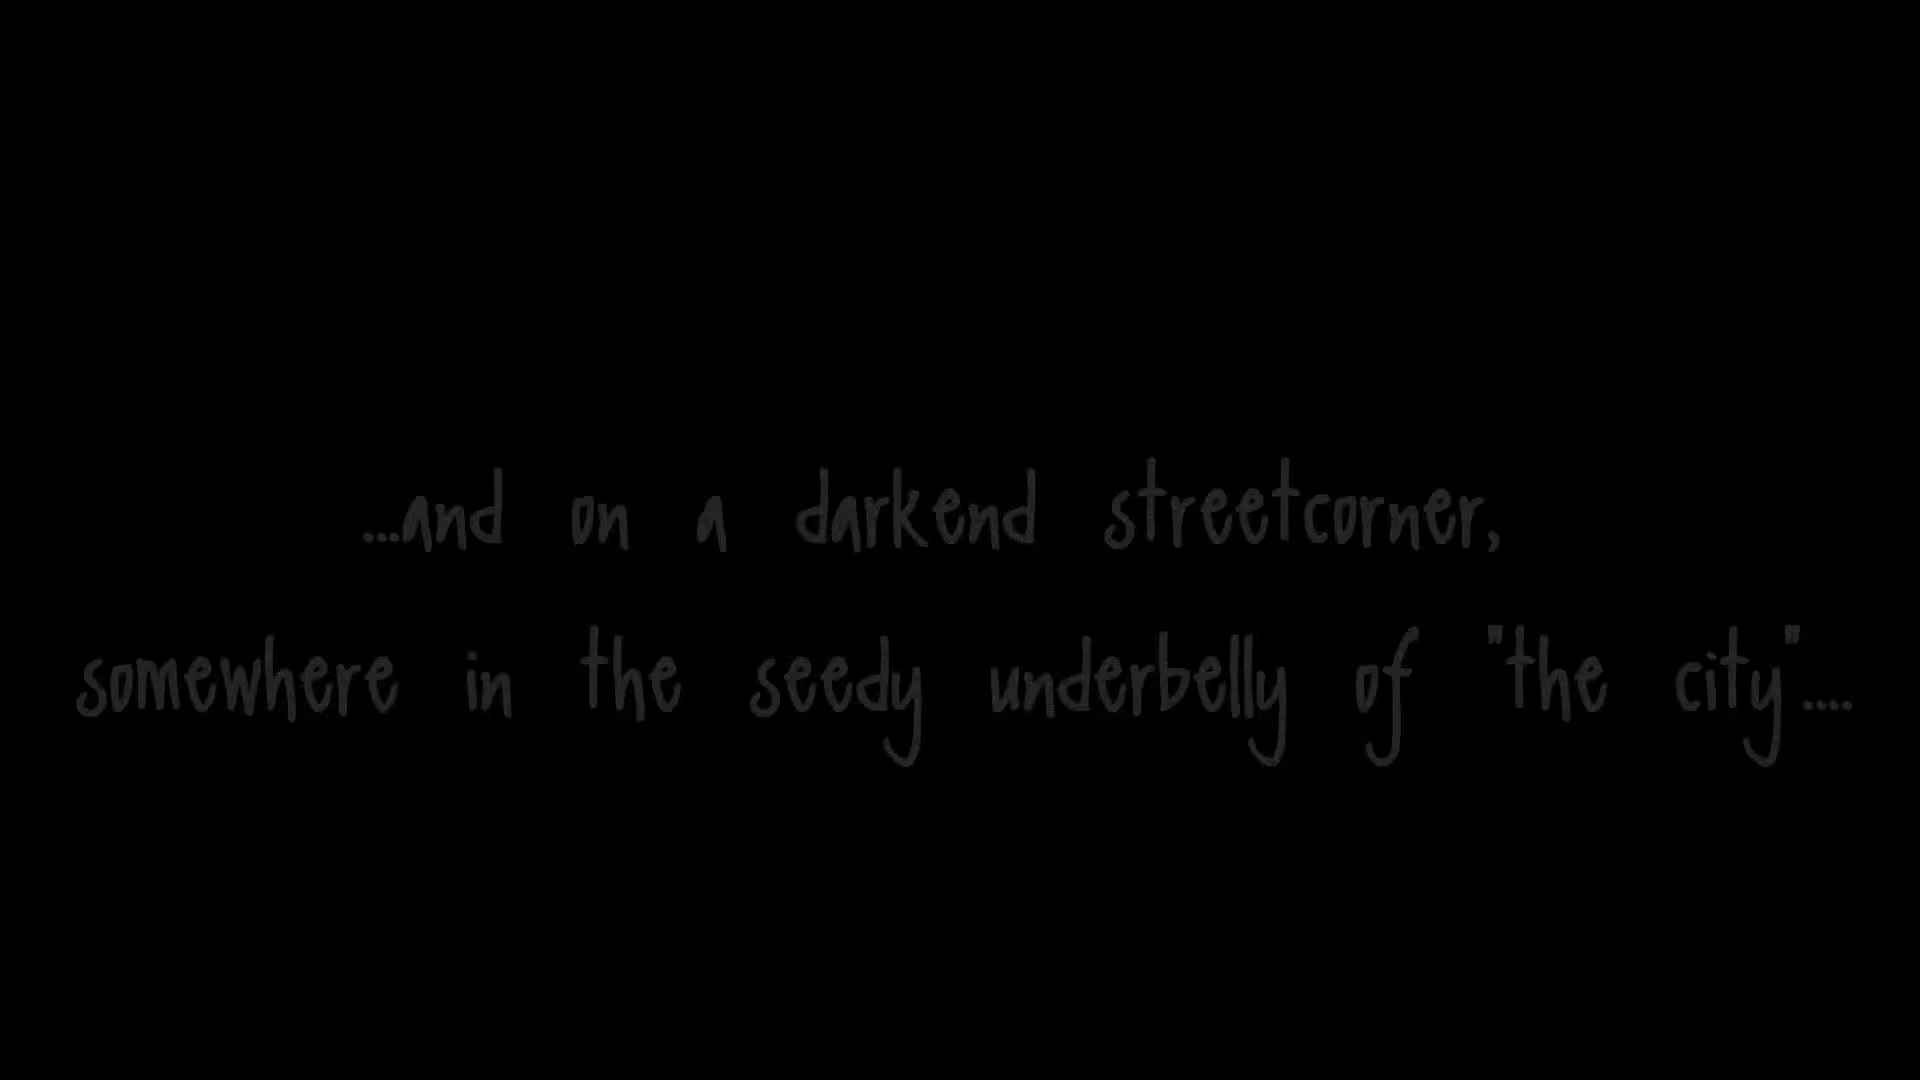 ...and on a darkend streetcorner,
somewhere in the seedy underbelly of "the city"....